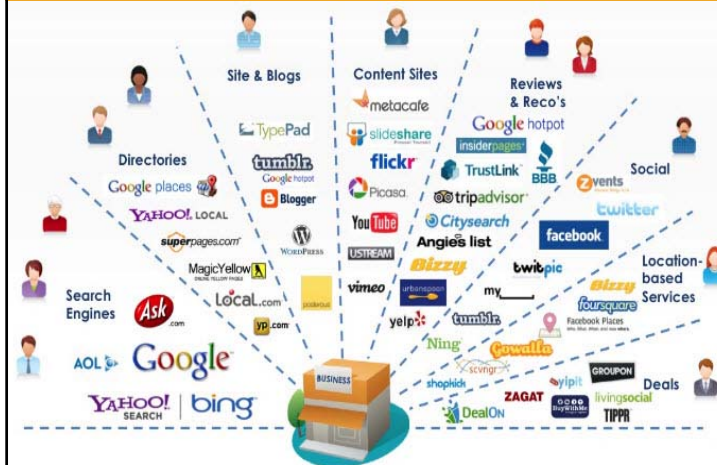 Site & Blogs
Content Sites
Reviews
& Reco's
Directories
Social
Location-
based
Services
Search
Engines
Deals
TypePad
tumblr.
Google hotpot
Blogger
WORDPRESS
posterous
metacafe
slideshare
flickr
Picasa
YouTube
USTREAM
vimeo
Google hotpot
insiderpages
TrustLink
BBB
tripadvisor
Citysearch
Angie's list
Bizzy
urbanspoon
yelp
Google places
YAHOO! LOCAL
superpages.com
MagicYellow
ONLINE YELLOW PAGES
LOCAL.com
yp.com
zvents
twitter
facebook
twitpic
my
tumblr.
Ning
Bizzy
foursquare
Facebook Places
Gowalla
scvngr
shopkick
Ask
.com
AOL
Google
YAHOO!
SEARCH
bing
BUSINESS
GROUPON
yipit
ZAGAT
BuyWithMe
livingsocial
TIPPR
DealOn